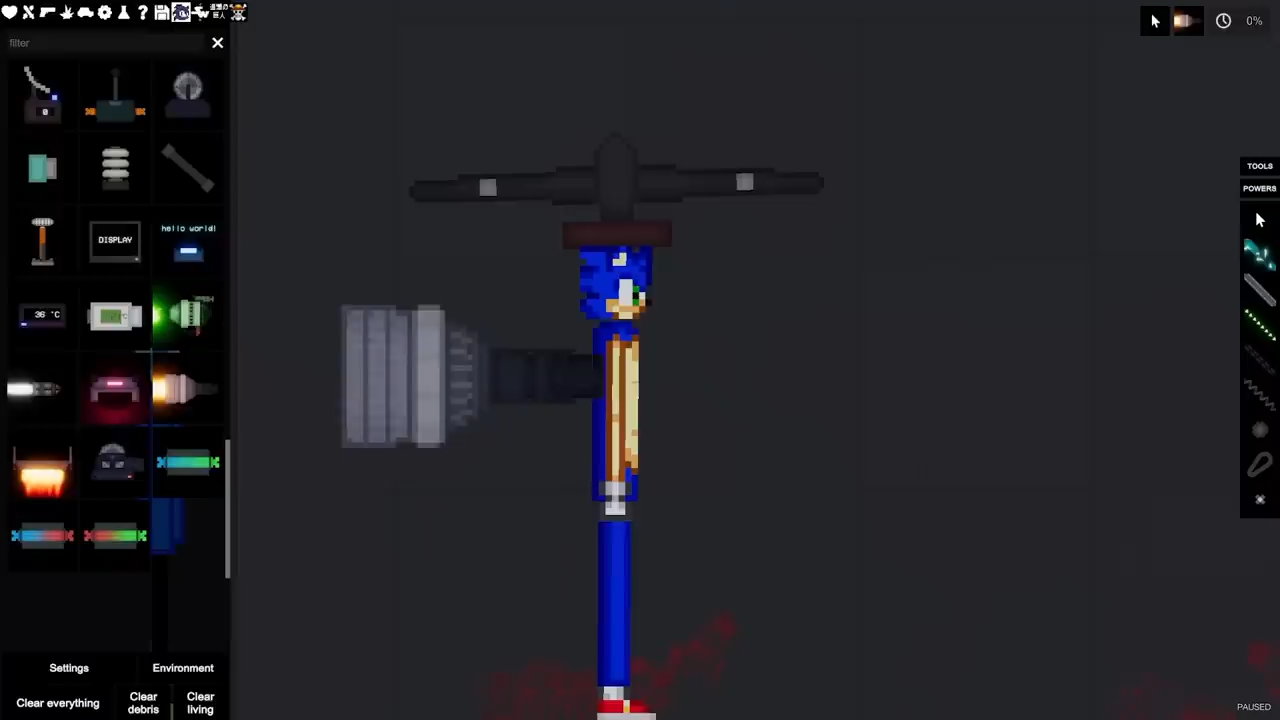 filter
0%
TOOLS
POWERS
DISPLAY
hello world!
36 °C
Settings
Environment
Clear everything
Clear debris
Clear living
PAUSED